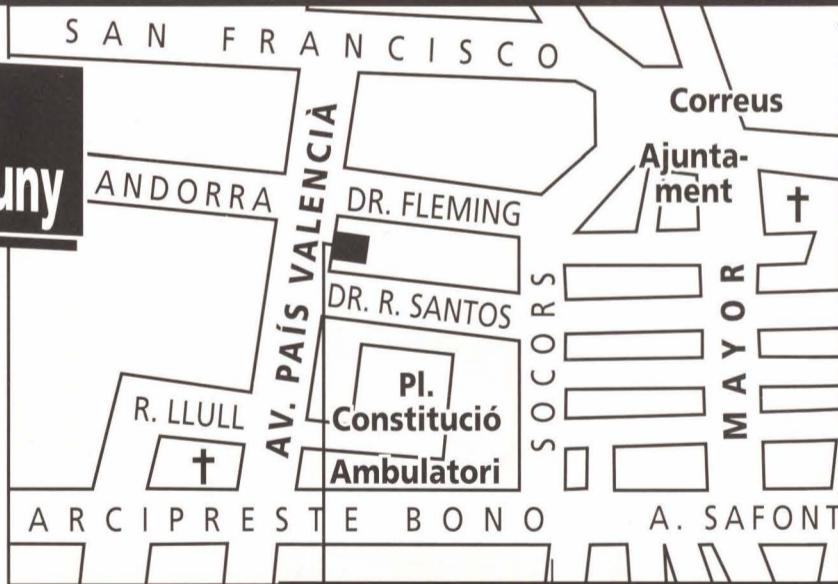 SAN FRANCISCO
Correus
Ajunta-
ment
uny
ANDORRA
DR. FLEMING
AV. PAÍS VALENCIÀ
DR. R. SANTOS
SOCORS
MAYOR
Pl.
Constitució
R. LLULL
Ambulatori
ARCIPRESTE BONO
A. SAFONT